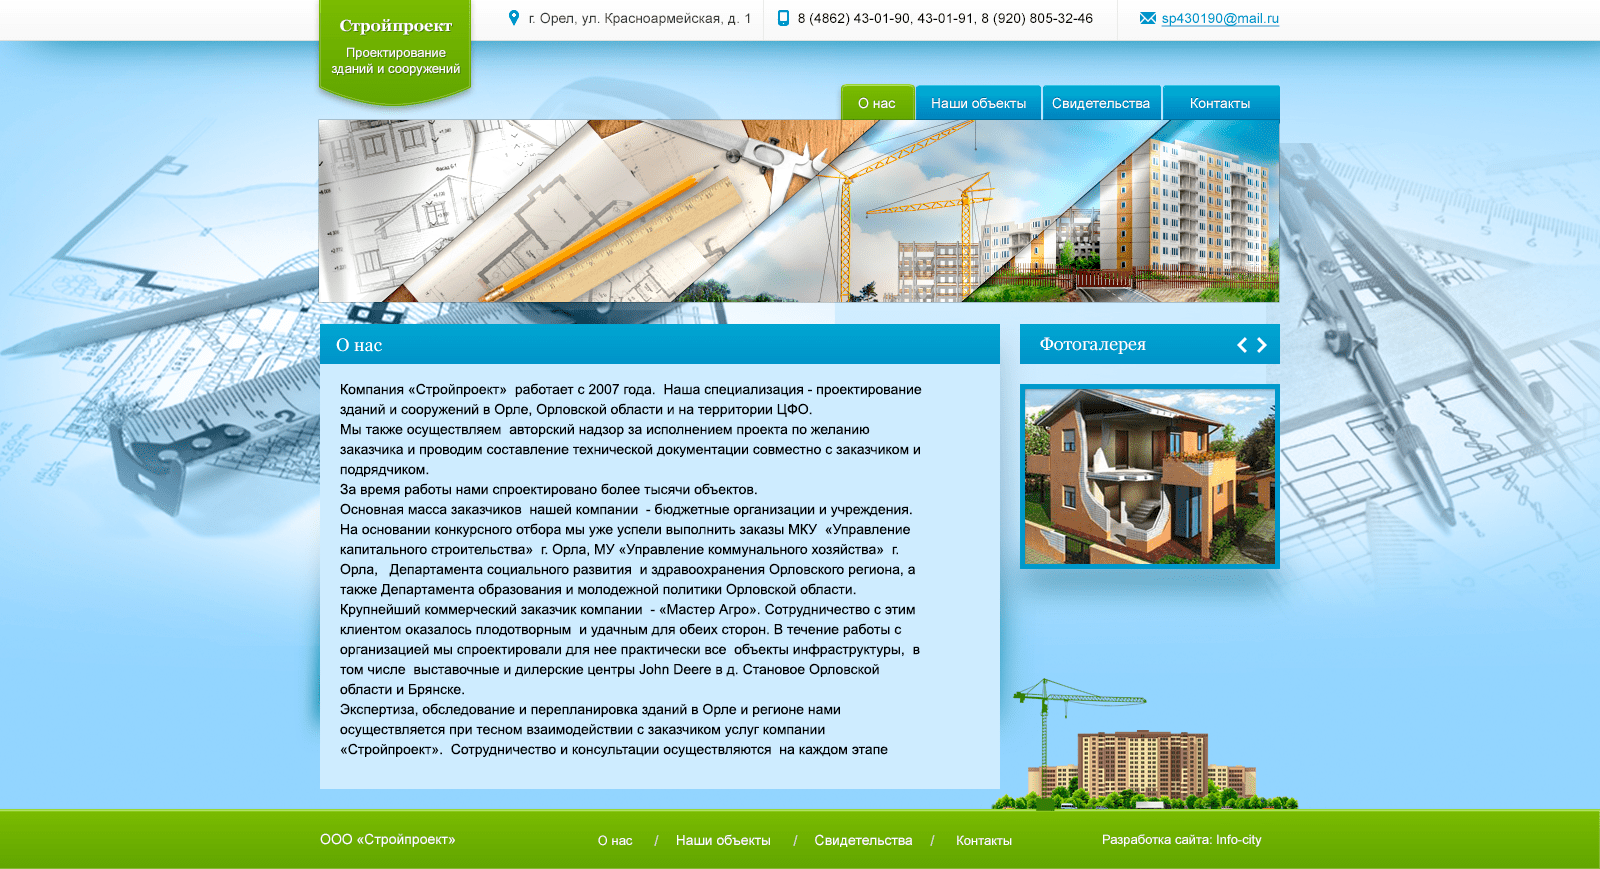 Стройпроект
Проектирование
зданий и сооружений
г. Орел, ул. Красноармейская, д. 1
8 (4862) 43-01-90, 43-01-91, 8 (920) 805-32-46
sp430190@mail.ru
О нас
Наши объекты
Свидетельства
Контакты
О нас
Компания «Стройпроект»  работает с 2007 года.  Наша специализация - проектирование
зданий и сооружений в Орле, Орловской области и на территории ЦФО.
Мы также осуществляем  авторский надзор за исполнением проекта по желанию
заказчика и проводим составление технической документации совместно с заказчиком и
подрядчиком.
За время работы нами спроектировано более тысячи объектов.
Основная масса заказчиков  нашей компании  - бюджетные организации и учреждения.
На основании конкурсного отбора мы уже успели выполнить заказы МКУ  «Управление
капитального строительства»  г. Орла, МУ «Управление коммунального хозяйства»  г.
Орла,   Департамента социального развития  и здравоохранения Орловского региона, а
также Департамента образования и молодежной политики Орловской области.
Крупнейший коммерческий заказчик компании  - «Мастер Агро». Сотрудничество с этим
клиентом оказалось плодотворным  и удачным для обеих сторон. В течение работы с
организацией мы спроектировали для нее практически все  объекты инфраструктуры,  в
том числе  выставочные и дилерские центры John Deere в д. Становое Орловской
области и Брянске.
Экспертиза, обследование и перепланировка зданий в Орле и регионе нами
осуществляется при тесном взаимодействии с заказчиком услуг компании
«Стройпроект».  Сотрудничество и консультации осуществляются  на каждом этапе
Фотогалерея
ООО «Стройпроект»
О нас / Наши объекты / Свидетельства / Контакты
Разработка сайта: Info-city